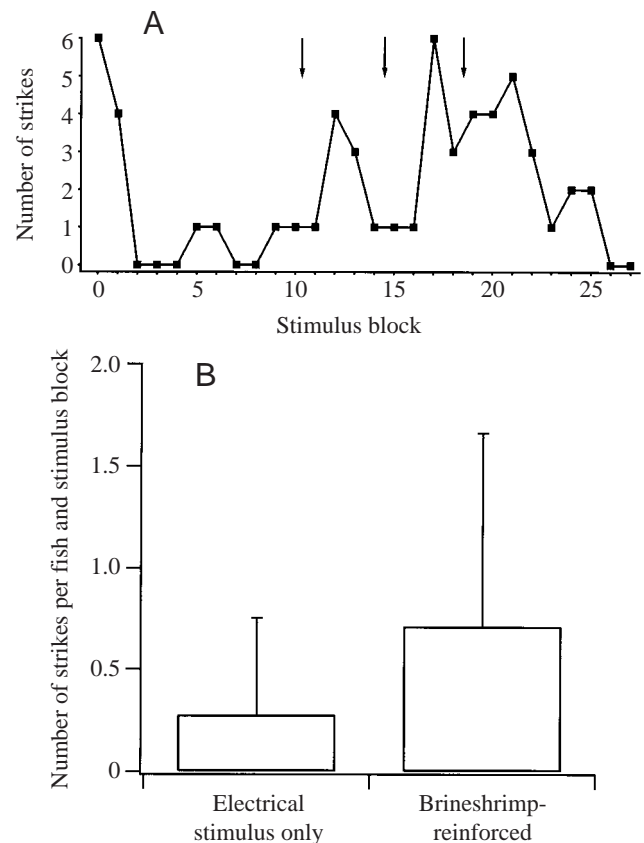 A
Number of strikes
6
5
4
3
2
1
0
0 5 10 15 20 25
Stimulus block
B
Number of strikes per fish and stimulus block
2.0
1.5
1.0
0.5
0
Electrical
stimulus only
Brineshrimp-
reinforced